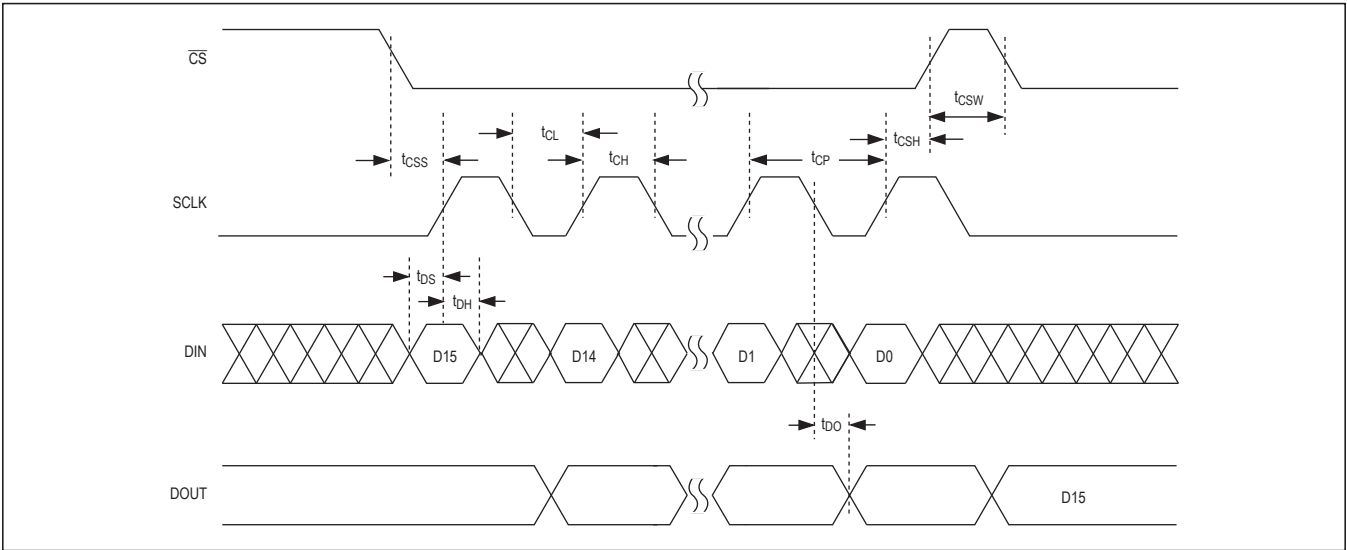 CS
tCSW
tCL
tCSH
tCSS
tCH
tCP
SCLK
tDS
tDH
DIN
D15
D14
D1
D0
tDO
DOUT
D15